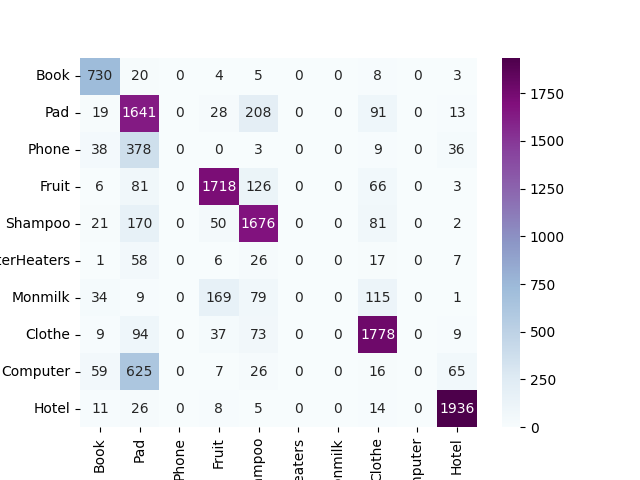 Book 730 20 0 4 5 0 0 8 0 3
Pad 19 1641 0 28 208 0 0 91 0 13
Phone 38 378 0 0 3 0 0 9 0 36
Fruit 6 81 0 1718 126 0 0 66 0 3
Shampoo 21 170 0 50 1676 0 0 81 0 2
terHeaters 1 58 0 6 26 0 0 17 0 7
Monmilk 34 9 0 169 79 0 0 115 0 1
Clothe 9 94 0 37 73 0 0 1778 0 9
Computer 59 625 0 7 26 0 0 16 0 65
Hotel 11 26 0 8 5 0 0 14 0 1936
Book Pad Phone Fruit ampoo eaters nmilk Clothe mputer Hotel
1750
1500
1250
1000
750
500
250
0